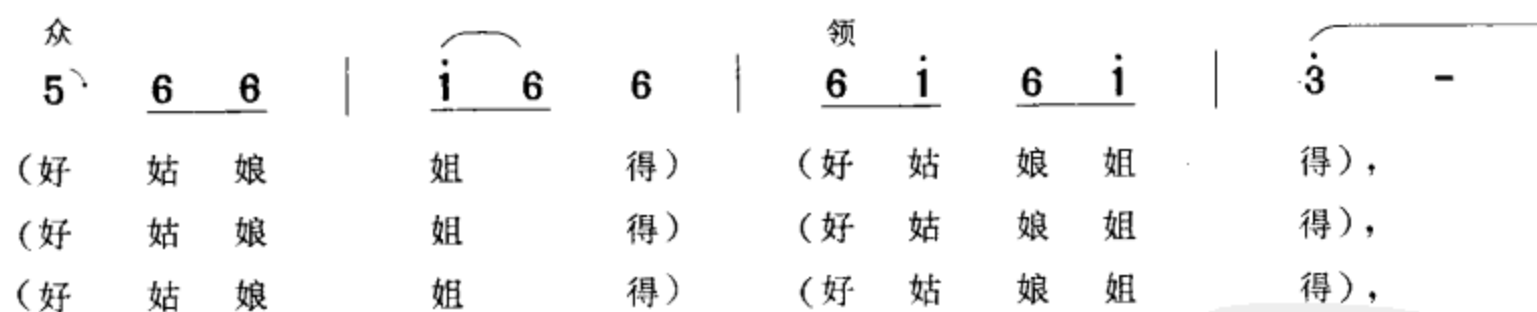 众 领
5 6 6 | i 6 6 | 6 i 6 i | 3 -
（好 姑 娘 姐 得）（好 姑 娘 姐 得），
（好 姑 娘 姐 得）（好 姑 娘 姐 得），
（好 姑 娘 姐 得）（好 姑 娘 姐 得），